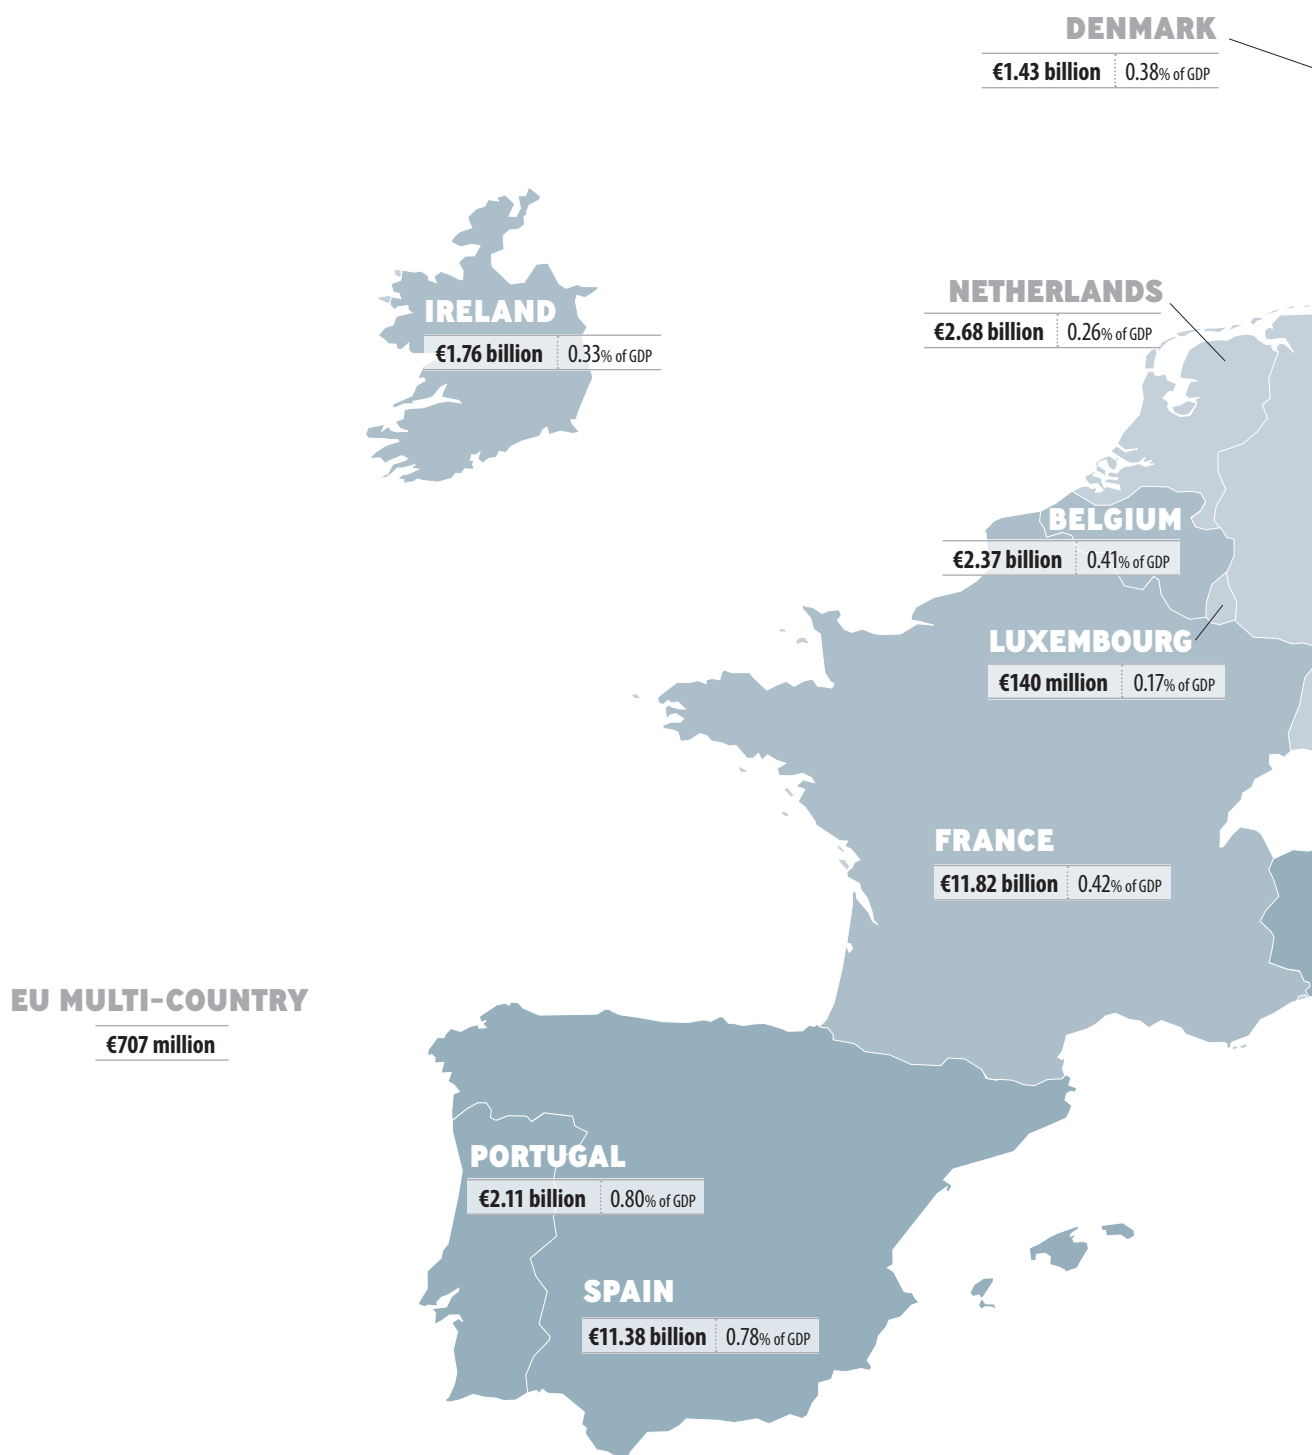 DENMARK
€1.43 billion 0.38% of GDP
IRELAND
€1.76 billion 0.33% of GDP
NETHERLANDS
€2.68 billion 0.26% of GDP
BELGIUM
€2.37 billion 0.41% of GDP
LUXEMBOURG
€140 million 0.17% of GDP
FRANCE
€11.82 billion 0.42% of GDP
EU MULTI-COUNTRY
€707 million
PORTUGAL
€2.11 billion 0.80% of GDP
SPAIN
€11.38 billion 0.78% of GDP